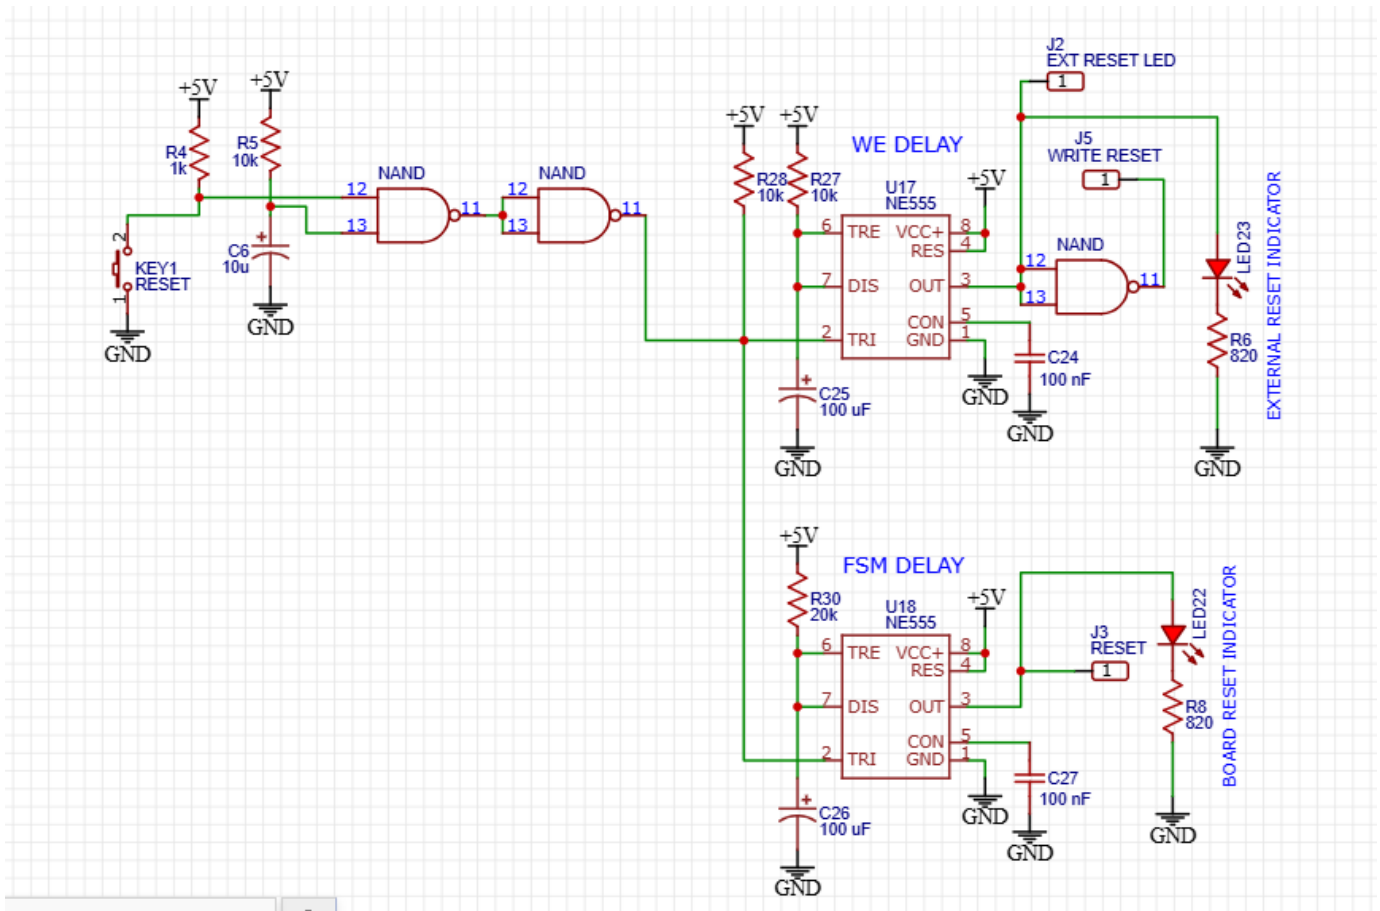 J2
EXT RESET LED
1
+5V
+5V
R4
1k
R5
10k
NAND
12
13
11
NAND
12
13
11
C6
10u
2
KEY1
RESET
1
GND
GND
+5V
+5V
WE DELAY
R28
10k
R27
10k
U17
NE555
+5V
6
TRE
VCC+
8
RES
4
7
DIS
OUT
3
CON
5
2
TRI
GND
1
J5
WRITE RESET
1
NAND
12
13
11
C24
100 nF
C25
100 uF
GND
GND
GND
LED23
R6
820
GND
EXTERNAL RESET INDICATOR
+5V
FSM DELAY
R30
20k
U18
NE555
+5V
6
TRE
VCC+
8
RES
4
7
DIS
OUT
3
CON
5
2
TRI
GND
1
J3
RESET
1
LED22
R8
820
GND
BOARD RESET INDICATOR
C27
100 nF
C26
100 uF
GND
GND
GND